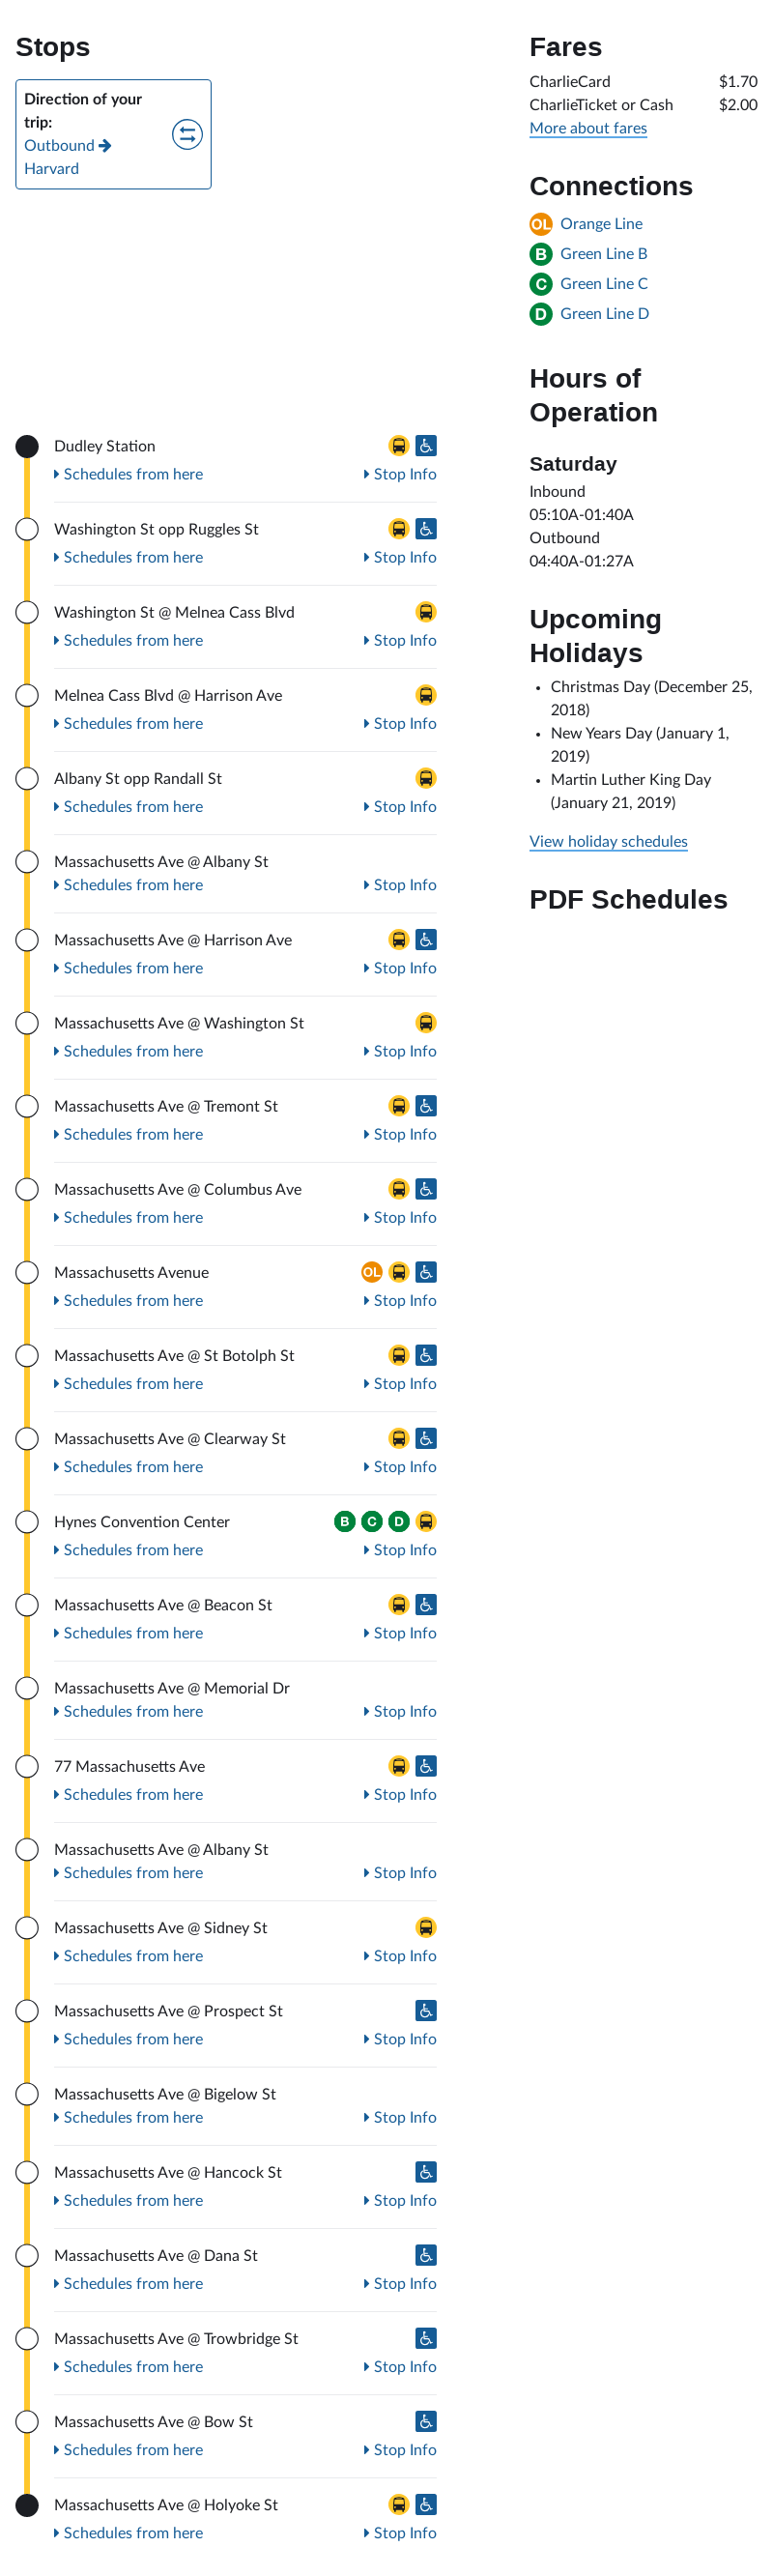 Stops
Direction of your
trip:
Outbound
Harvard
Dudley Station
Schedules from here
Stop Info
Washington St opp Ruggles St
Schedules from here
Stop Info
Washington St @ Melnea Cass Blvd
Schedules from here
Stop Info
Melnea Cass Blvd @ Harrison Ave
Schedules from here
Stop Info
Albany St opp Randall St
Schedules from here
Stop Info
Massachusetts Ave @ Albany St
Schedules from here
Stop Info
Massachusetts Ave @ Harrison Ave
Schedules from here
Stop Info
Massachusetts Ave @ Washington St
Schedules from here
Stop Info
Massachusetts Ave @ Tremont St
Schedules from here
Stop Info
Massachusetts Ave @ Columbus Ave
Schedules from here
Stop Info
Massachusetts Avenue
OL
Schedules from here
Stop Info
Massachusetts Ave @ St Botolph St
Schedules from here
Stop Info
Massachusetts Ave @ Clearway St
Schedules from here
Stop Info
Hynes Convention Center
B C D
Schedules from here
Stop Info
Massachusetts Ave @ Beacon St
Schedules from here
Stop Info
Massachusetts Ave @ Memorial Dr
Schedules from here
Stop Info
77 Massachusetts Ave
Schedules from here
Stop Info
Massachusetts Ave @ Albany St
Schedules from here
Stop Info
Massachusetts Ave @ Sidney St
Schedules from here
Stop Info
Massachusetts Ave @ Prospect St
Schedules from here
Stop Info
Massachusetts Ave @ Bigelow St
Schedules from here
Stop Info
Massachusetts Ave @ Hancock St
Schedules from here
Stop Info
Massachusetts Ave @ Dana St
Schedules from here
Stop Info
Massachusetts Ave @ Trowbridge St
Schedules from here
Stop Info
Massachusetts Ave @ Bow St
Schedules from here
Stop Info
Massachusetts Ave @ Holyoke St
Schedules from here
Stop Info
Fares
CharlieCard $1.70
CharlieTicket or Cash $2.00
More about fares
Connections
OL Orange Line
B Green Line B
C Green Line C
D Green Line D
Hours of
Operation
Saturday
Inbound
05:10A-01:40A
Outbound
04:40A-01:27A
Upcoming
Holidays
Christmas Day (December 25,
2018)
New Years Day (January 1,
2019)
Martin Luther King Day
(January 21, 2019)
View holiday schedules
PDF Schedules